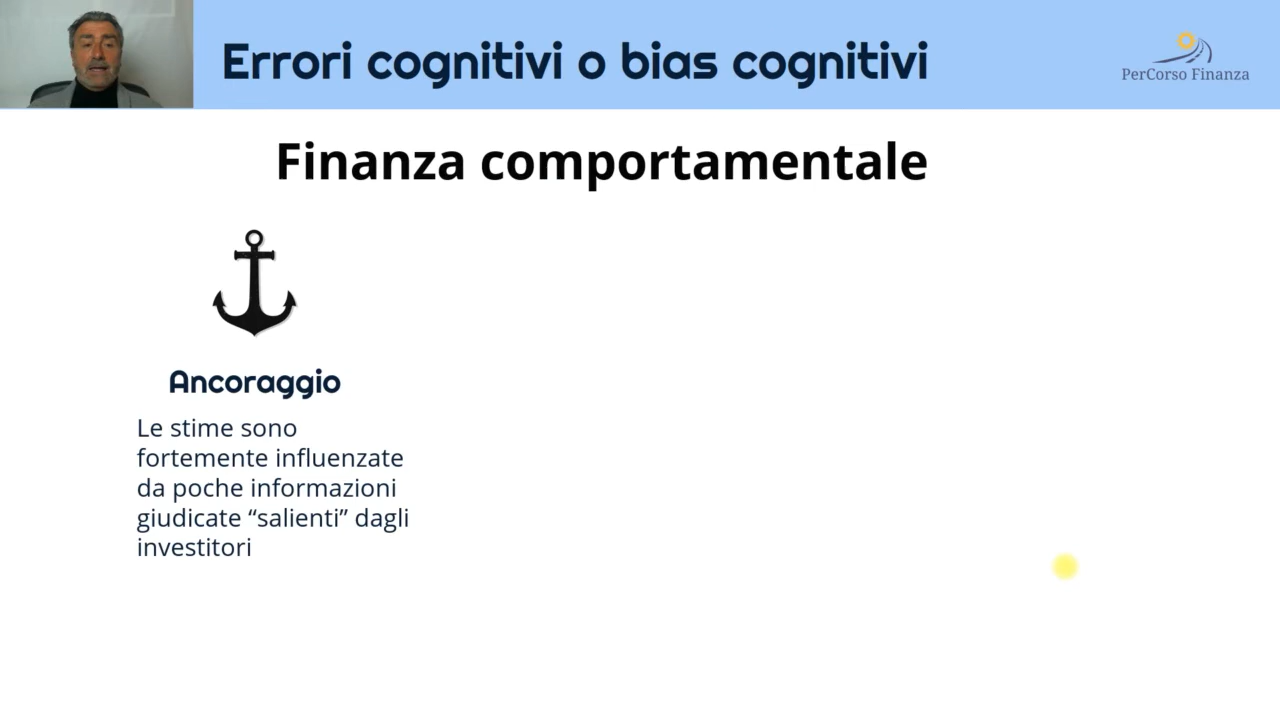 Errori cognitivi o bias cognitivi
PerCorso Finanza
Finanza comportamentale
Ancoraggio
Le stime sono
fortemente influenzate
da poche informazioni
giudicate “salienti” dagli
investitori